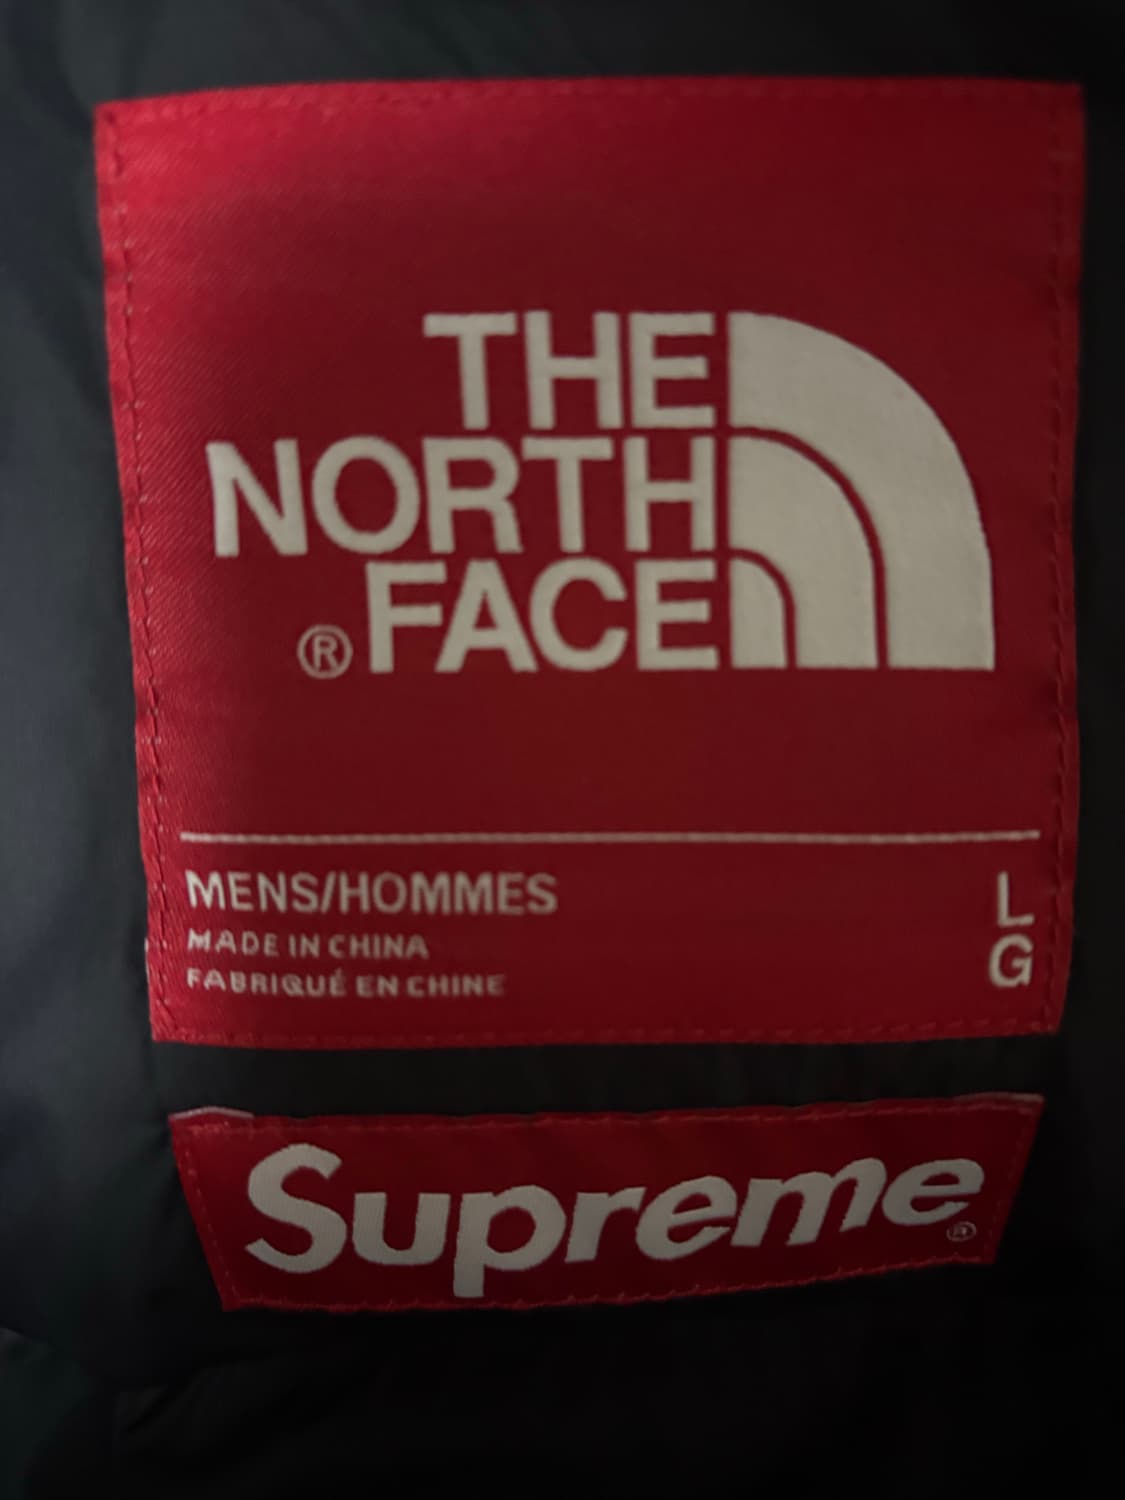 THE
NORTH
® FACE
MENS/HOMMES
MADE IN CHINA
FABRIQUÉ EN CHINE
L
G
Supreme®